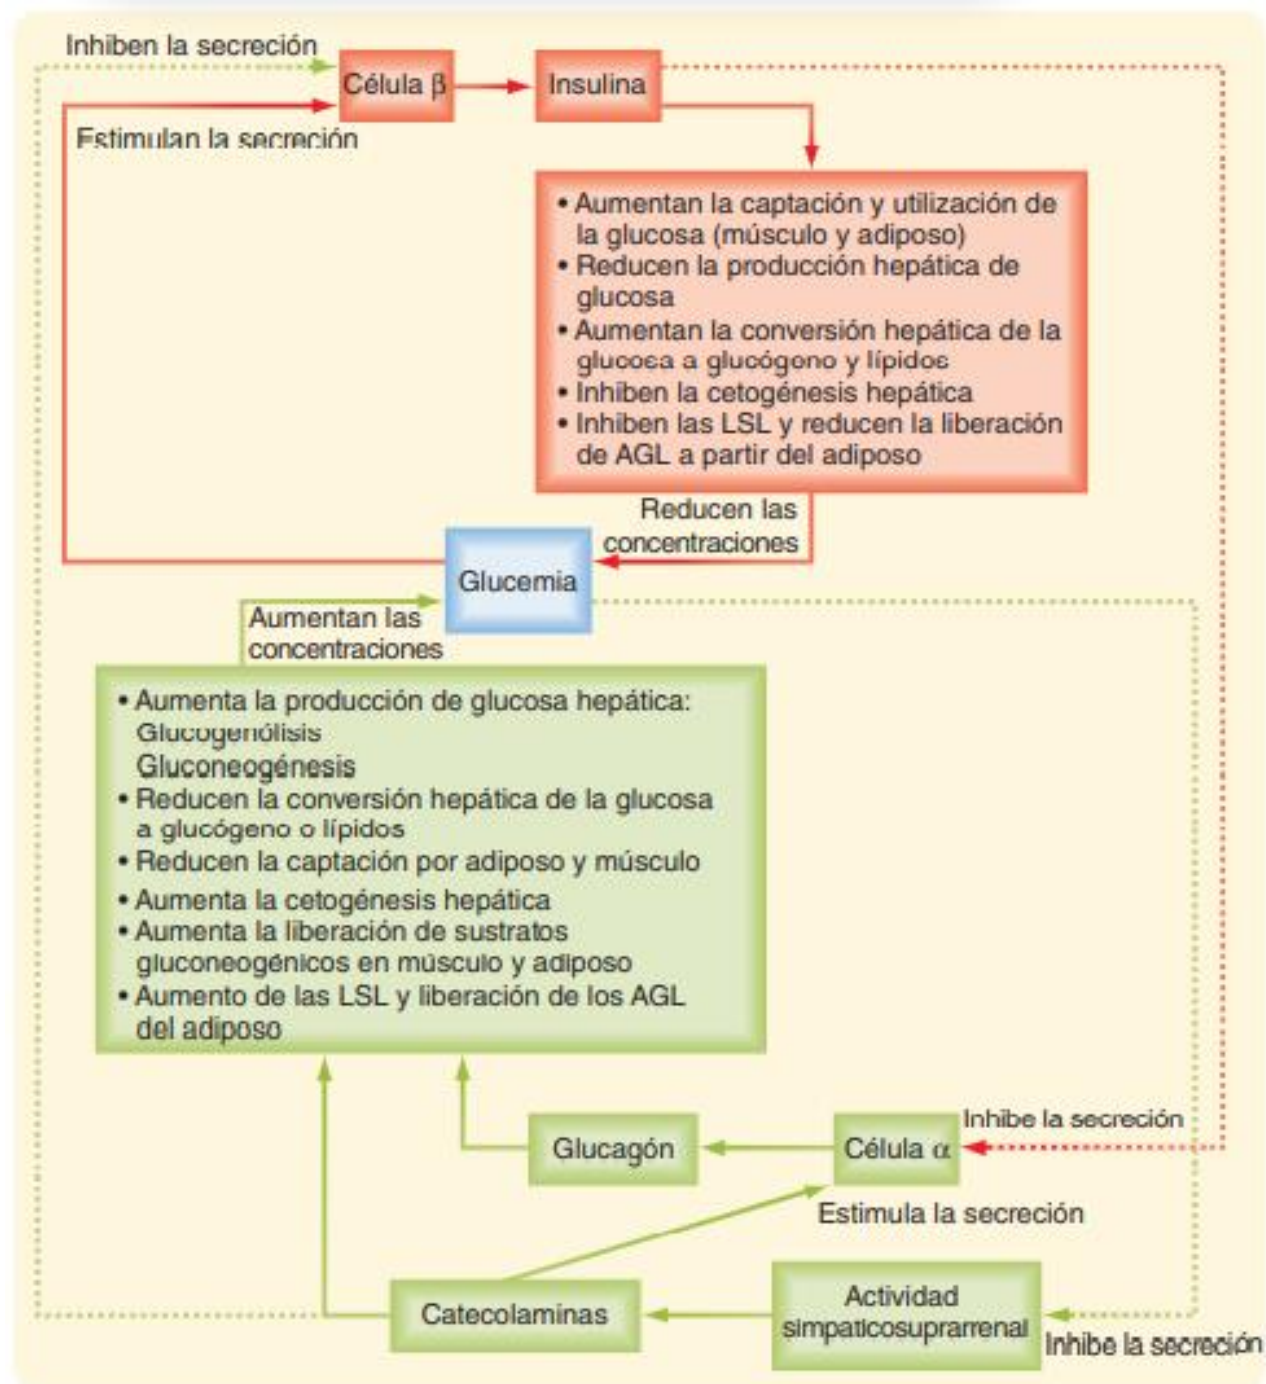 Inhiben la secreción
Célula β
Insulina
Estimulan la secreción
• Aumentan la captación y utilización de
la glucosa (músculo y adiposo)
• Reducen la producción hepática de
glucosa
• Aumentan la conversión hepática de la
glucosa a glucógeno y lípidos
• Inhiben la cetogénesis hepática
• Inhiben las LSL y reducen la liberación
de AGL a partir del adiposo
Reducen las
concentraciones
Glucemia
Aumentan las
concentraciones
• Aumenta la producción de glucosa hepática:
Glucogenólisis
Gluconeogénesis
• Reducen la conversión hepática de la glucosa
a glucógeno o lípidos
• Reducen la captación por adiposo y músculo
• Aumenta la cetogénesis hepática
• Aumenta la liberación de sustratos
gluconeogénicos en músculo y adiposo
• Aumento de las LSL y liberación de los AGL
del adiposo
Glucagón
Célula α
Inhibe la secreción
Estimula la secreción
Catecolaminas
Actividad
simpaticosuprarrenal
Inhibe la secreción